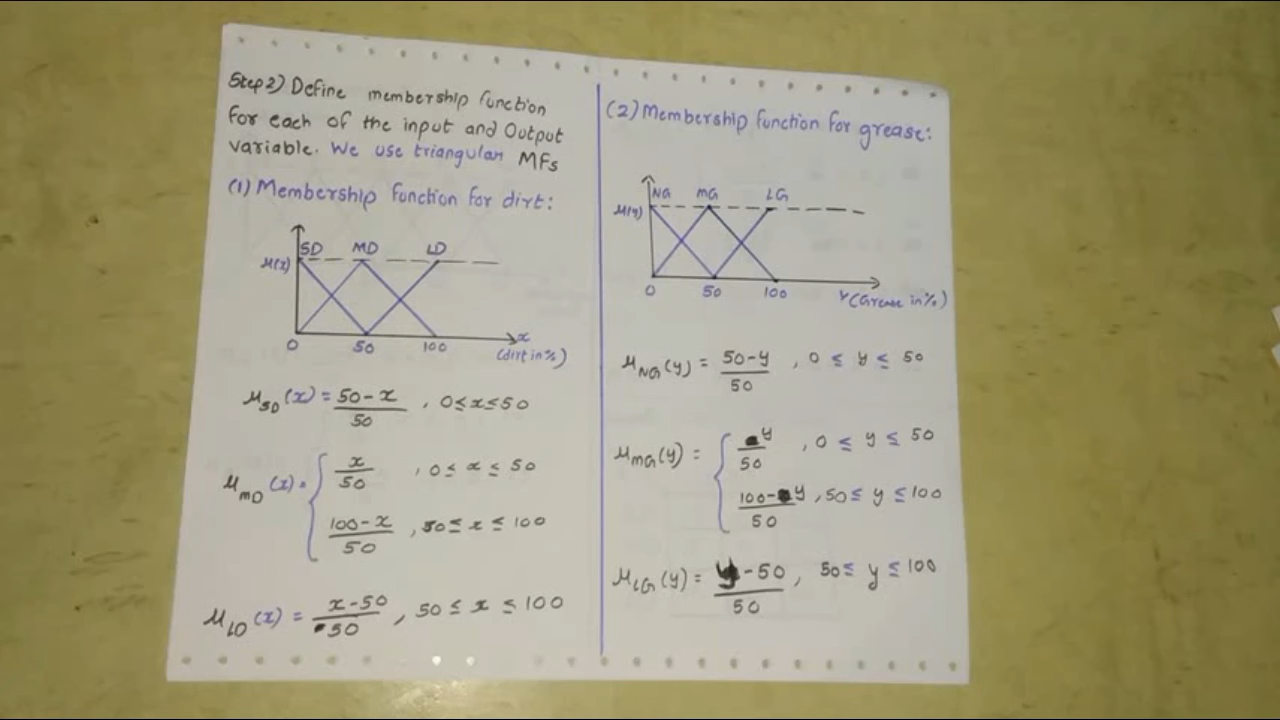 Step2) Define membership function
for each of the input and Output
variable. We use triangular MFs
(1) Membership function for dirt:
SD MD LD
μ(x)
0 50 100 x
(dirt in %)
μSD(x) = 50-x/50 , 0≤x≤50
μMD(x) = { x/50 , 0≤x≤50
100-x/50 , 50≤x≤100
μLD(x) = x-50/50 , 50≤x≤100
(2) Membership function for grease:
NG MG LG
μ(y)
0 50 100 Y(Grease in %)
μNG(y) = 50-y/50 , 0≤y≤50
μMG(y) = { y/50 , 0≤y≤50
100-y/50 , 50≤y≤100
μLG(y) = y-50/50 , 50≤y≤100